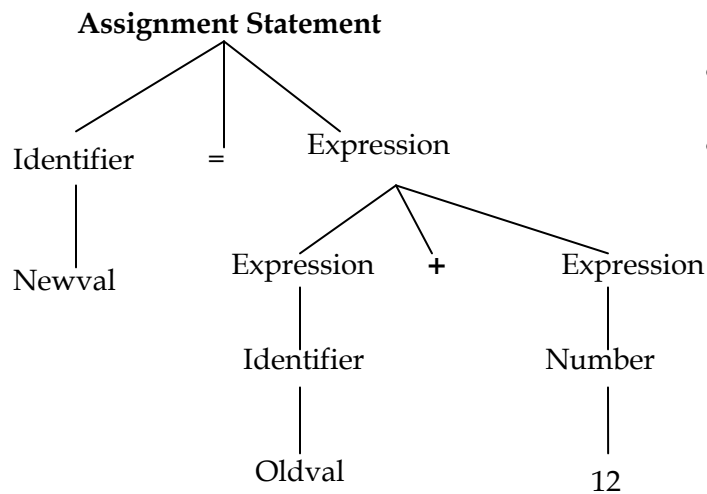 Assignment Statement
Identifier = Expression
Newval Expression + Expression
Identifier Number
Oldval 12